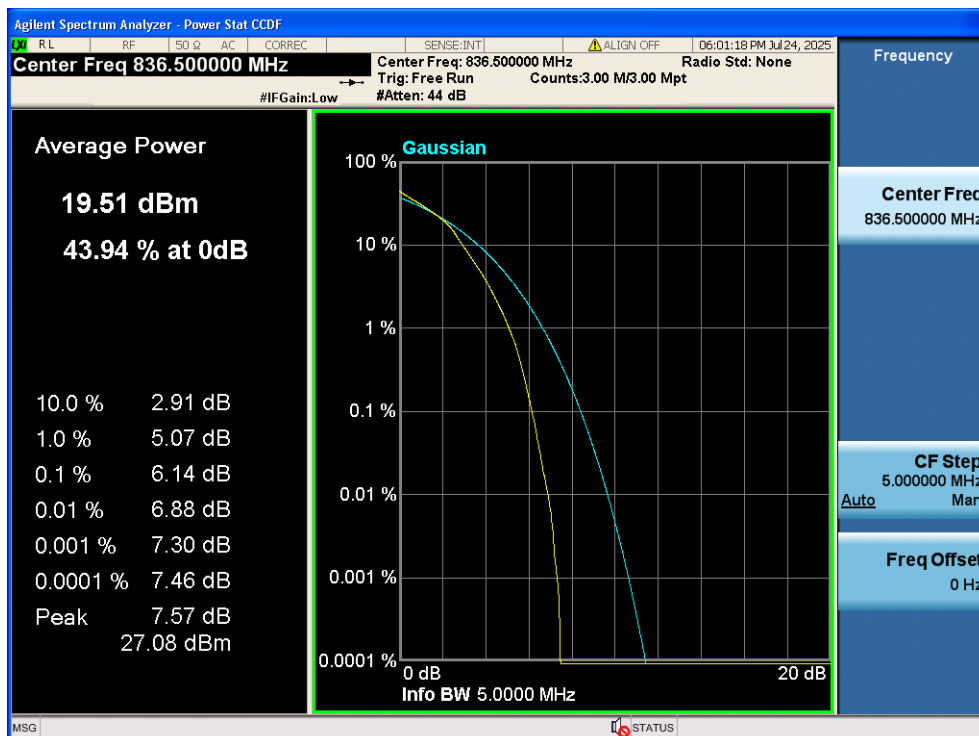 Agilent Spectrum Analyzer - Power Stat CCDF
LXI RL RF 50 Ω AC CORREC SENSE:INT ALIGN OFF 06:01:18 PM Jul 24, 2025
Center Freq 836.500000 MHz
Center Freq: 836.500000 MHz Radio Std: None
Trig: Free Run Counts:3.00 M/3.00 Mpt
#IFGain:Low #Atten: 44 dB
Average Power
19.51 dBm
43.94 % at 0dB
10.0 % 2.91 dB
1.0 % 5.07 dB
0.1 % 6.14 dB
0.01 % 6.88 dB
0.001 % 7.30 dB
0.0001 % 7.46 dB
Peak 7.57 dB
27.08 dBm
Gaussian
100 %
10 %
1 %
0.1 %
0.01 %
0.001 %
0.0001 %
0 dB 20 dB
Info BW 5.0000 MHz
Frequency
Center Freq
836.500000 MHz
CF Step
5.000000 MHz
Auto Man
Freq Offset
0 Hz
MSG STATUS